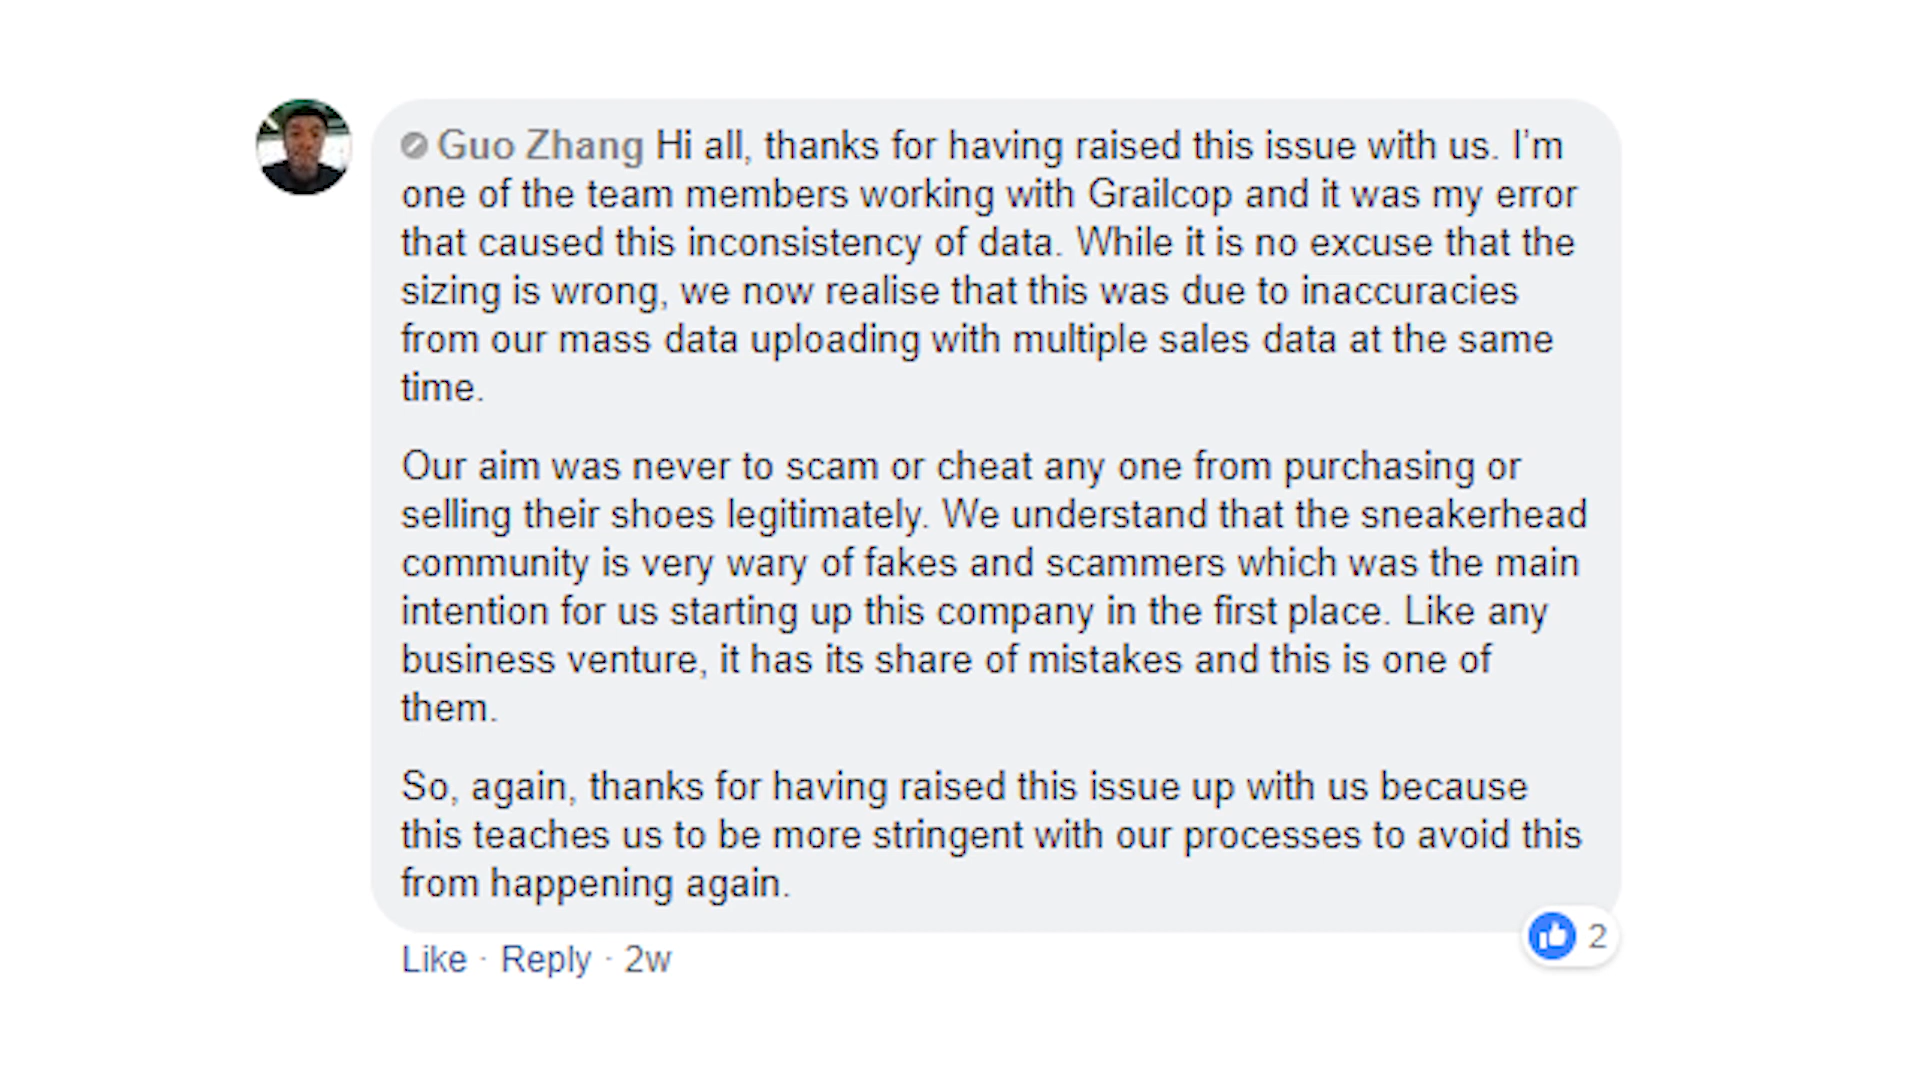 Guo Zhang Hi all, thanks for having raised this issue with us. I'm
one of the team members working with Grailcop and it was my error
that caused this inconsistency of data. While it is no excuse that the
sizing is wrong, we now realise that this was due to inaccuracies
from our mass data uploading with multiple sales data at the same
time.
Our aim was never to scam or cheat any one from purchasing or
selling their shoes legitimately. We understand that the sneakerhead
community is very wary of fakes and scammers which was the main
intention for us starting up this company in the first place. Like any
business venture, it has its share of mistakes and this is one of
them.
So, again, thanks for having raised this issue up with us because
this teaches us to be more stringent with our processes to avoid this
from happening again.
2
Like · Reply · 2w